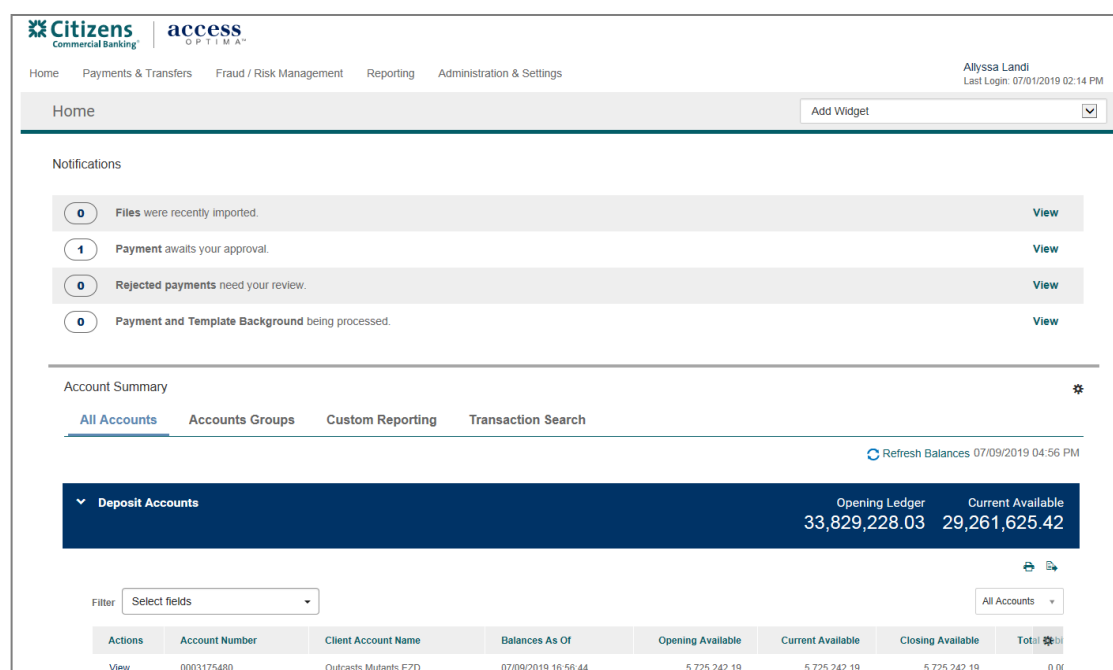 Citizens
Commercial Banking®
access
OPTIMA™
Home Payments & Transfers Fraud / Risk Management Reporting Administration & Settings
Allyssa Landi
Last Login: 07/01/2019 02:14 PM
Home
Add Widget
Notifications
0 Files were recently imported. View
1 Payment awaits your approval. View
0 Rejected payments need your review. View
0 Payment and Template Background being processed. View
Account Summary
All Accounts Accounts Groups Custom Reporting Transaction Search
Refresh Balances 07/09/2019 04:56 PM
Deposit Accounts
Opening Ledger Current Available
33,829,228.03 29,261,625.42
Filter Select fields All Accounts
Actions Account Number Client Account Name Balances As Of Opening Available Current Available Closing Available Total
View 0003175480 Outcasts Mutants EZD 07/09/2019 16:56:44 5,725,242.19 5,725,242.19 5,725,242.19